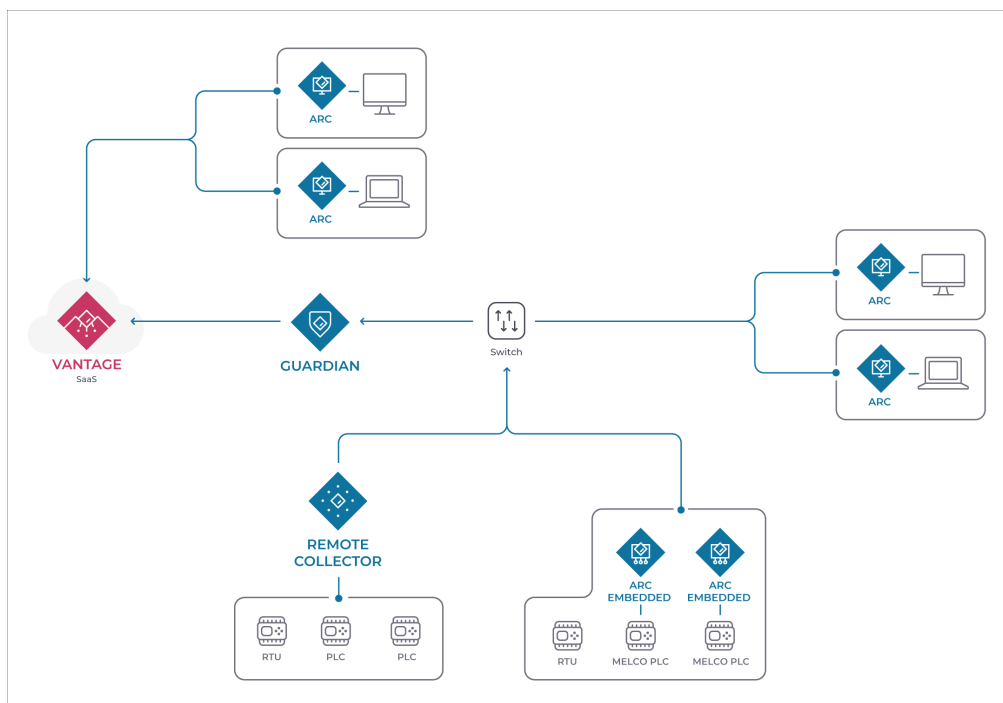 ARC
ARC
ARC
ARC
VANTAGE
SaaS
GUARDIAN
Switch
REMOTE
COLLECTOR
ARC
EMBEDDED
ARC
EMBEDDED
RTU
PLC
PLC
RTU
MELCO PLC
MELCO PLC